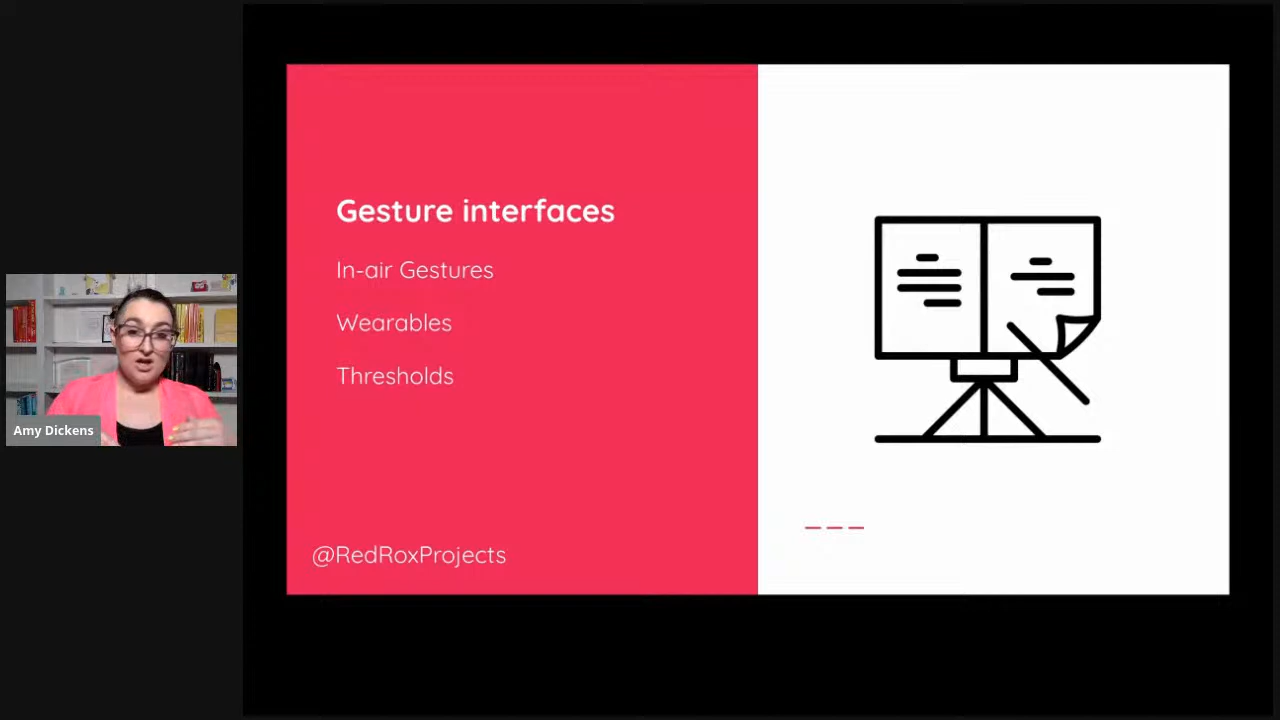 Gesture interfaces
In-air Gestures
Wearables
Thresholds
@RedRoxProjects
Amy Dickens